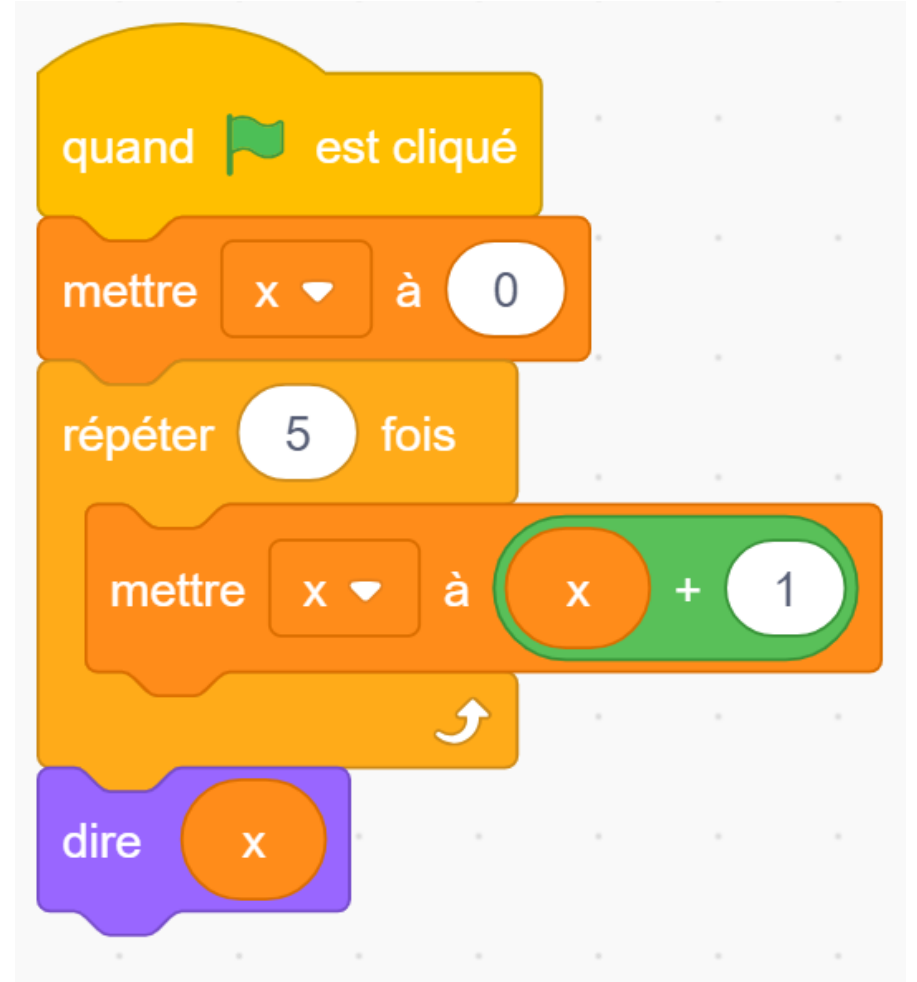 quand est cliqué
mettre x à 0
répéter 5 fois
mettre x à x + 1
dire x